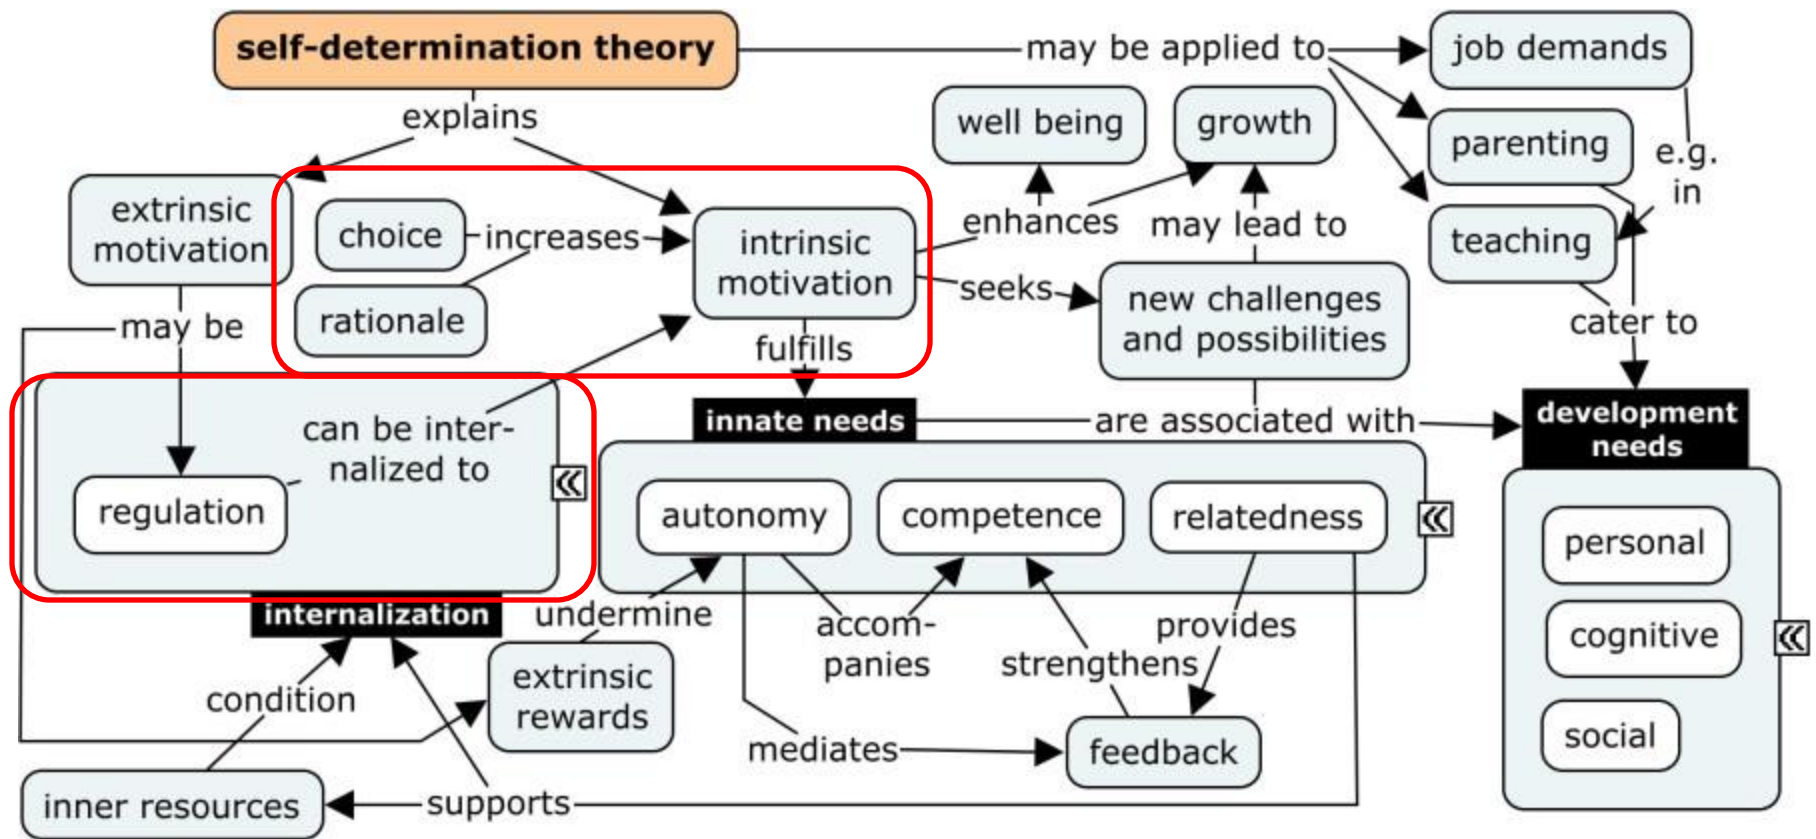 self-determination theory
may be applied to
job demands
explains
well being
growth
parenting
e.g.
in
extrinsic
motivation
choice
increases
intrinsic
motivation
enhances
may lead to
teaching
rationale
seeks
new challenges
and possibilities
may be
fulfills
cater to
can be inter-
nalized to
innate needs
are associated with
development
needs
regulation
autonomy
competence
relatedness
personal
internalization
undermine
accom-
panies
provides
strengthens
cognitive
condition
extrinsic
rewards
mediates
feedback
social
inner resources
supports